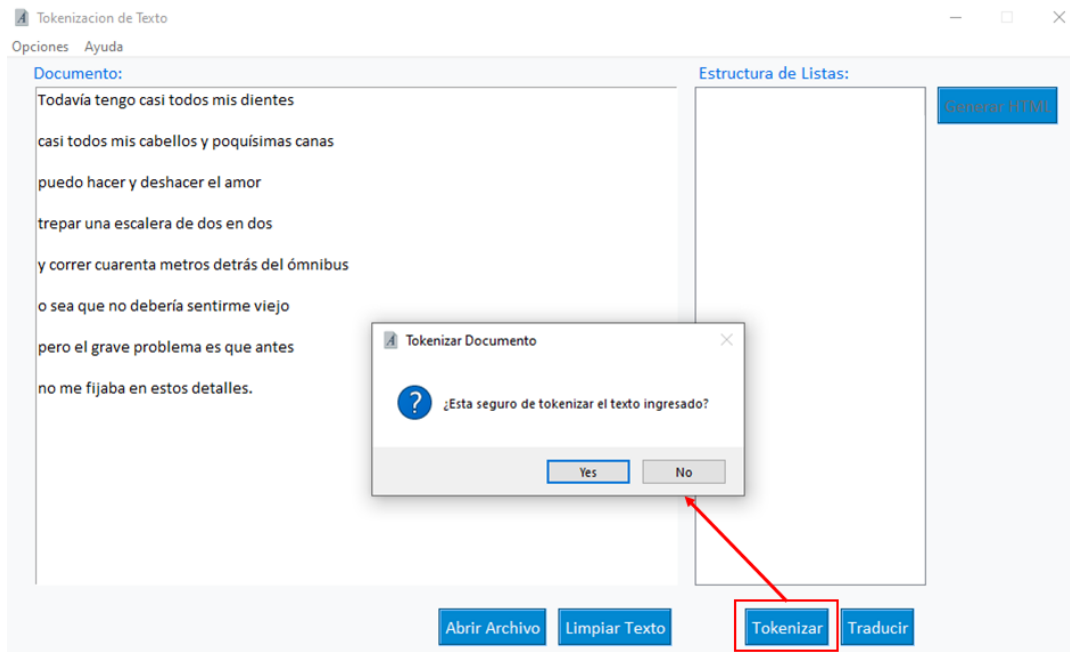 Tokenizacion de Texto
Opciones Ayuda
Documento:
Todavía tengo casi todos mis dientes
casi todos mis cabellos y poquísimas canas
puedo hacer y deshacer el amor
trepar una escalera de dos en dos
y correr cuarenta metros detrás del ómnibus
o sea que no debería sentirme viejo
pero el grave problema es que antes
no me fijaba en estos detalles.
Estructura de Listas:
Generar HTML
Tokenizar Documento
¿Esta seguro de tokenizar el texto ingresado?
Yes No
Abrir Archivo Limpiar Texto Tokenizar Traducir